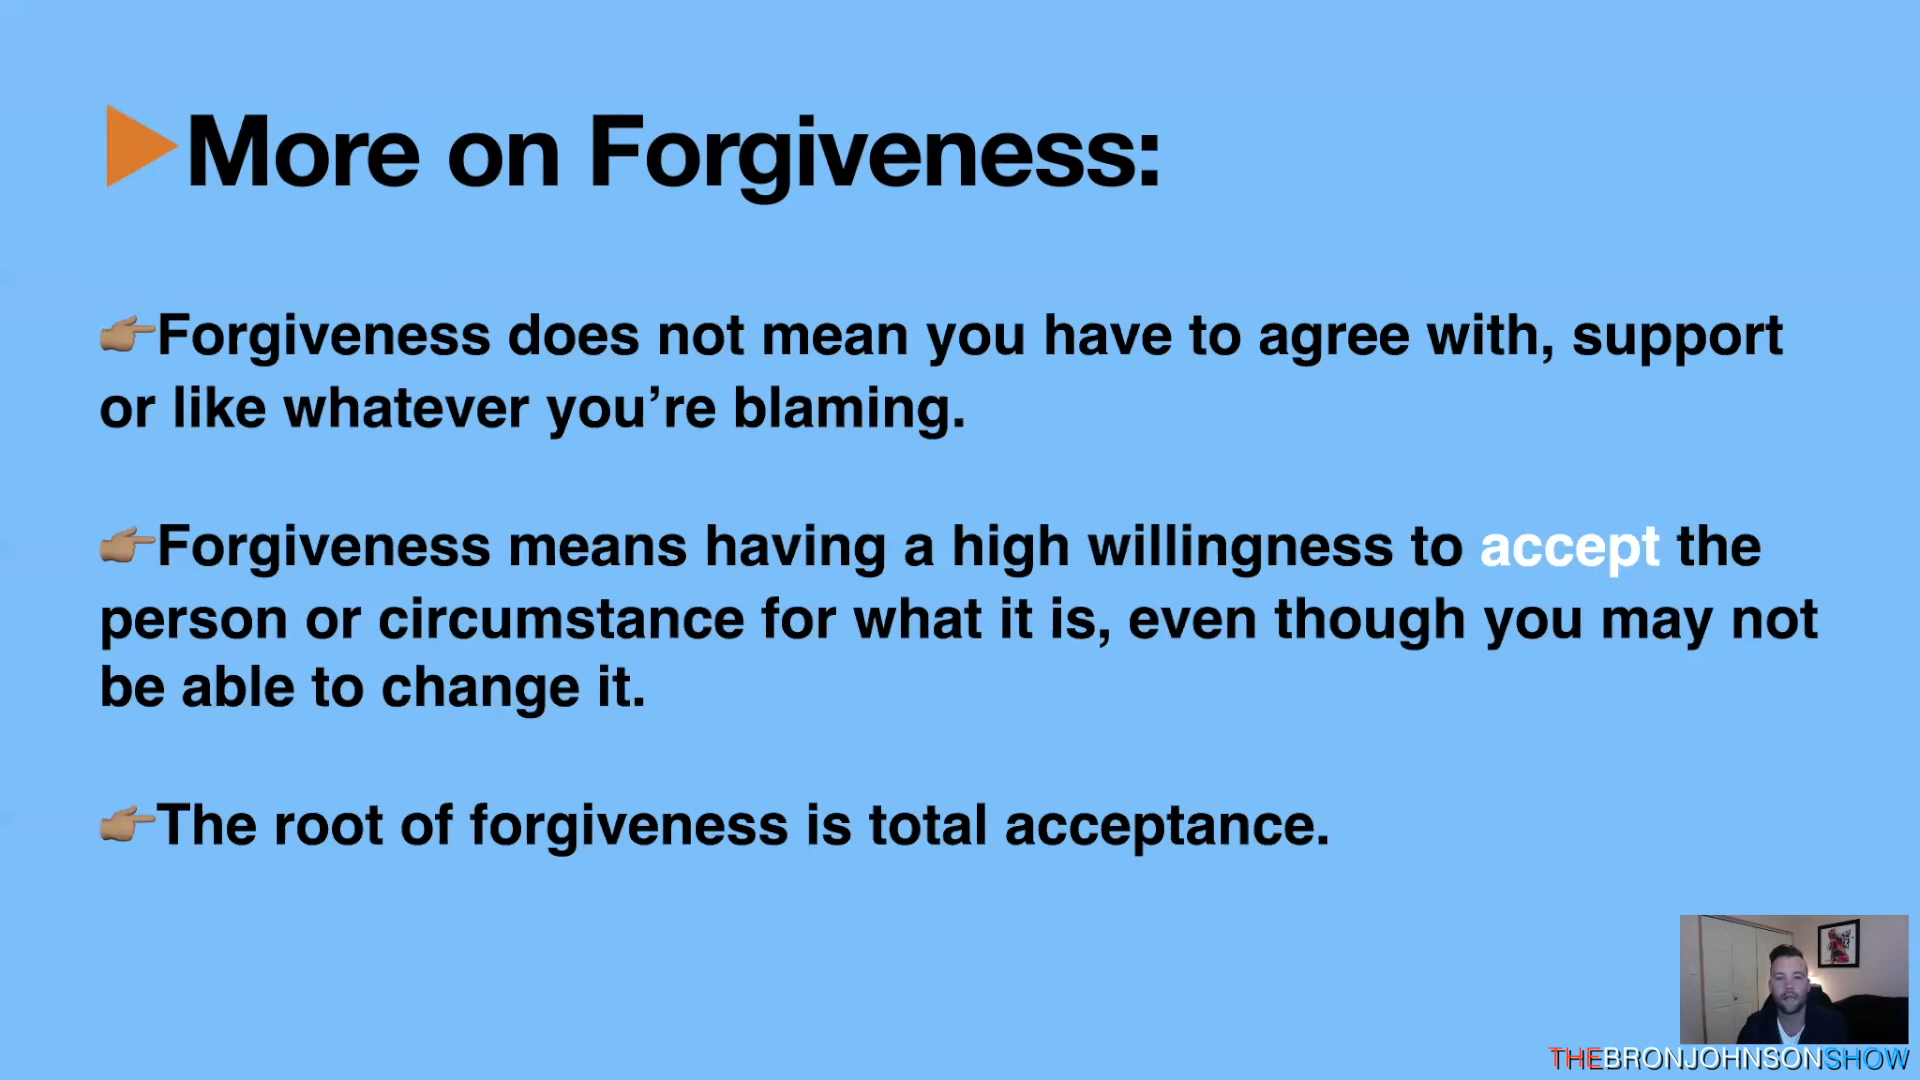 More on Forgiveness:
👉🏽Forgiveness does not mean you have to agree with, support
or like whatever you’re blaming.
👉🏽Forgiveness means having a high willingness to accept the
person or circumstance for what it is, even though you may not
be able to change it.
👉🏽The root of forgiveness is total acceptance.
THEBRONJOHNSONSHOW